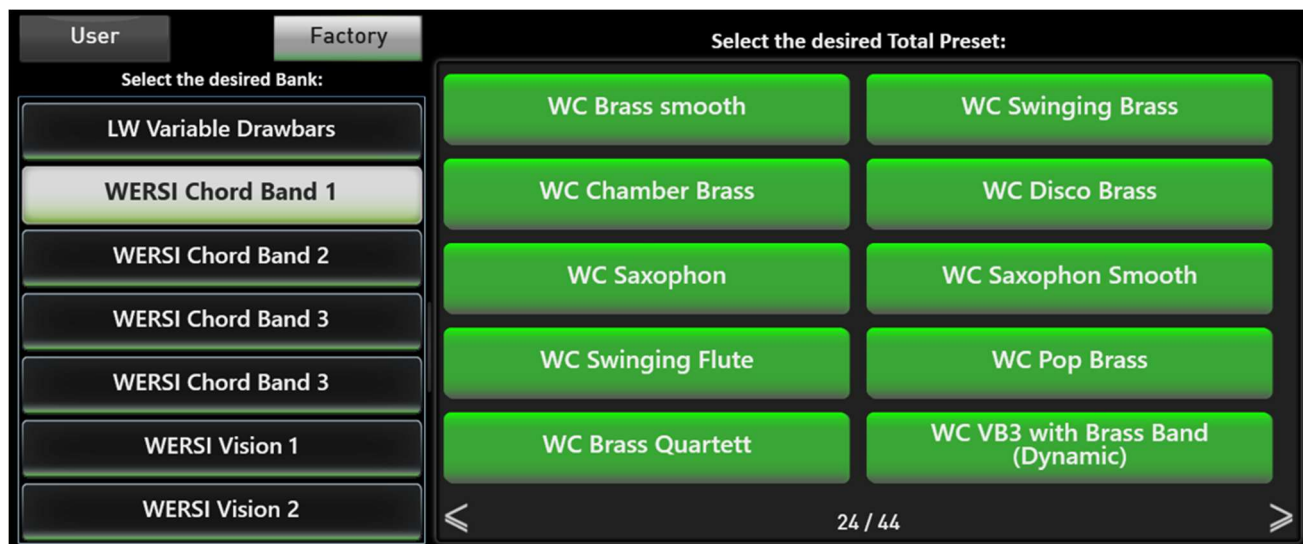 User
Factory
Select the desired Bank:
LW Variable Drawbars
WERSI Chord Band 1
WERSI Chord Band 2
WERSI Chord Band 3
WERSI Chord Band 3
WERSI Vision 1
WERSI Vision 2
Select the desired Total Preset:
WC Brass smooth
WC Swinging Brass
WC Chamber Brass
WC Disco Brass
WC Saxophon
WC Saxophon Smooth
WC Swinging Flute
WC Pop Brass
WC Brass Quartett
WC VB3 with Brass Band
(Dynamic)
24 / 44